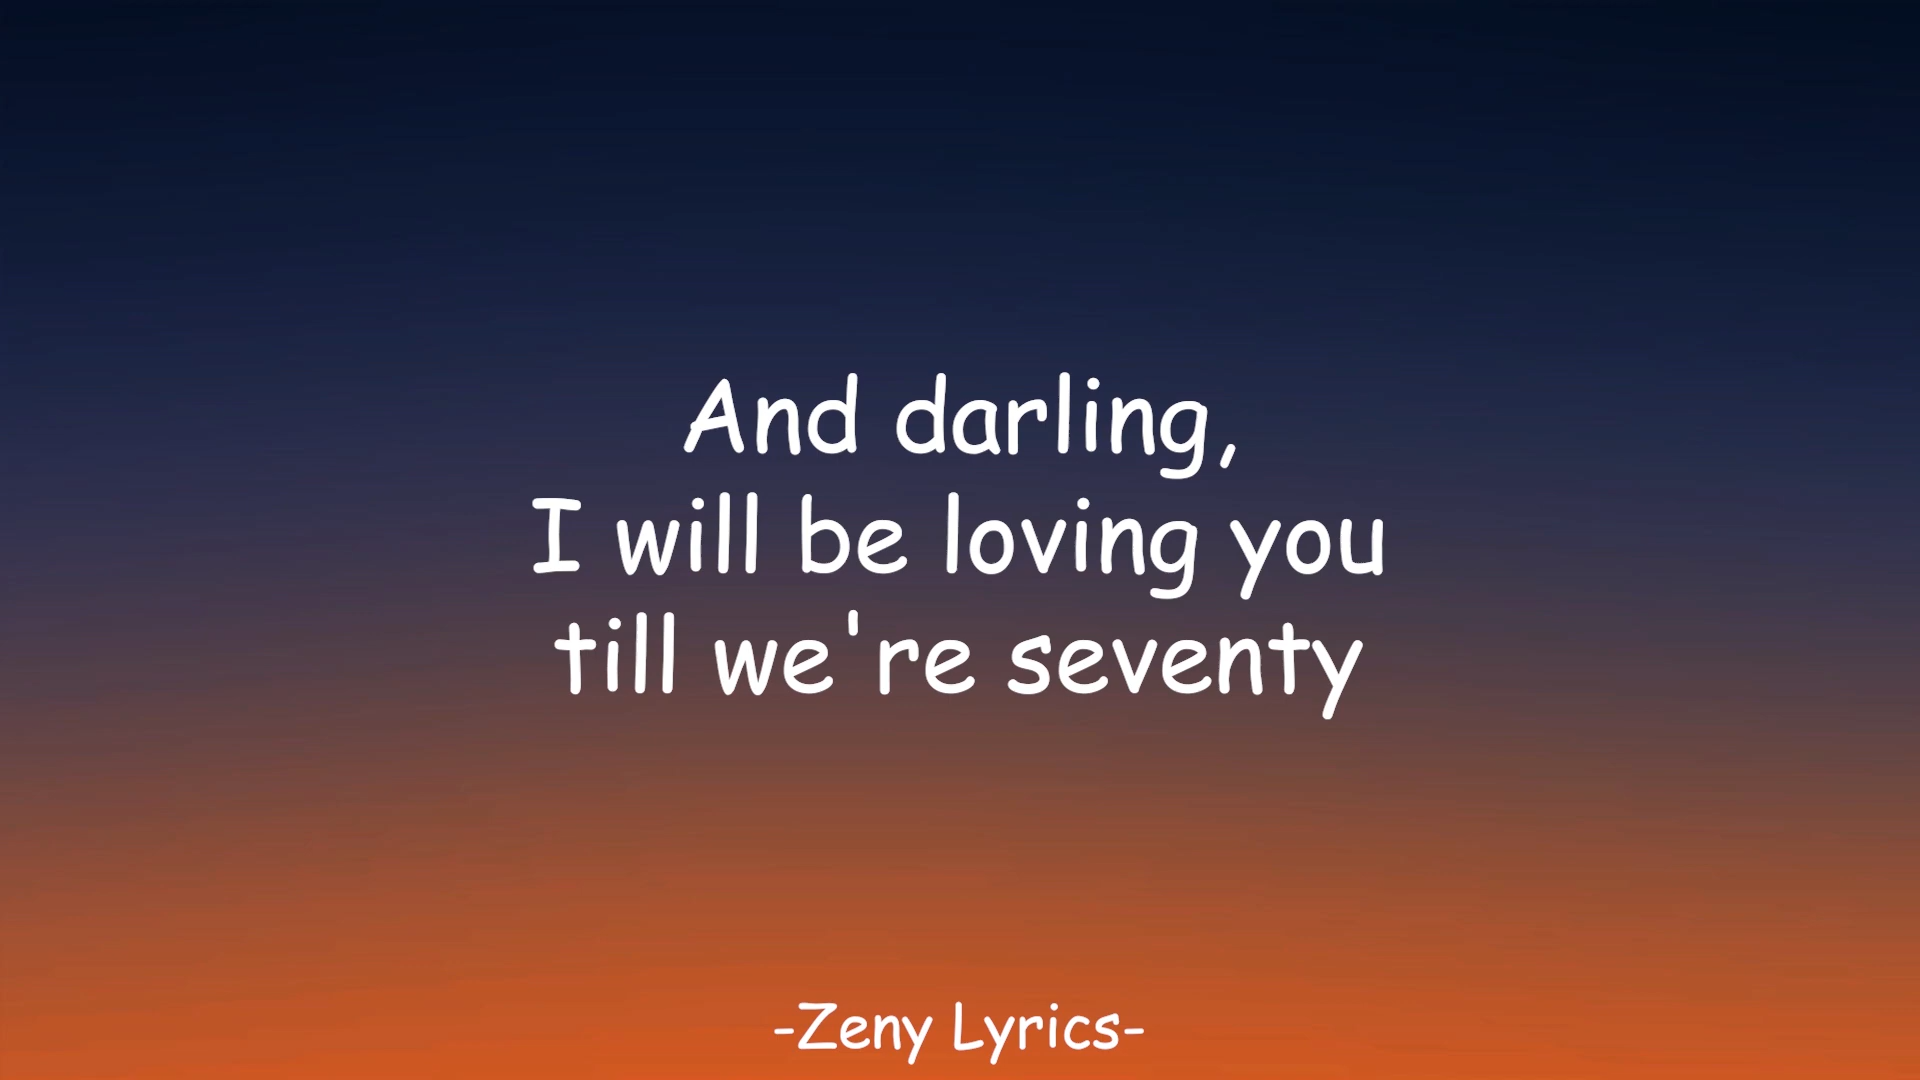 And darling,
I will be loving you
till we're seventy
-Zeny Lyrics-